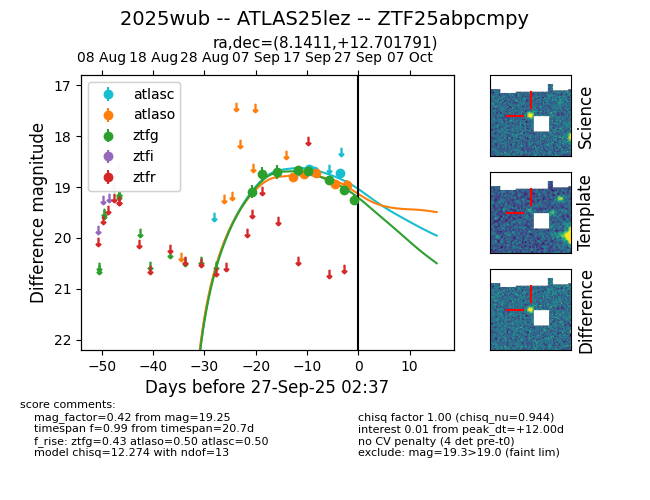 2025wub -- ATLAS25lez -- ZTF25abpcmpy
ra,dec=(8.1411,+12.701791)
08 Aug 18 Aug 28 Aug 07 Sep 17 Sep 27 Sep 07 Oct
17
18
19
20
21
22
Difference magnitude
atlasc
atlaso
ztfg
ztfi
ztfr
−50 −40 −30 −20 −10 0 10
Days before 27-Sep-25 02:37
Science
Template
Difference
score comments:
mag_factor=0.42 from mag=19.25
timespan f=0.99 from timespan=20.7d
f_rise: ztfg=0.43 atlaso=0.50 atlasc=0.50
model chisq=12.274 with ndof=13
chisq factor 1.00 (chisq_nu=0.944)
interest 0.01 from peak_dt=+12.00d
no CV penalty (4 det pre-t0)
exclude: mag=19.3>19.0 (faint lim)